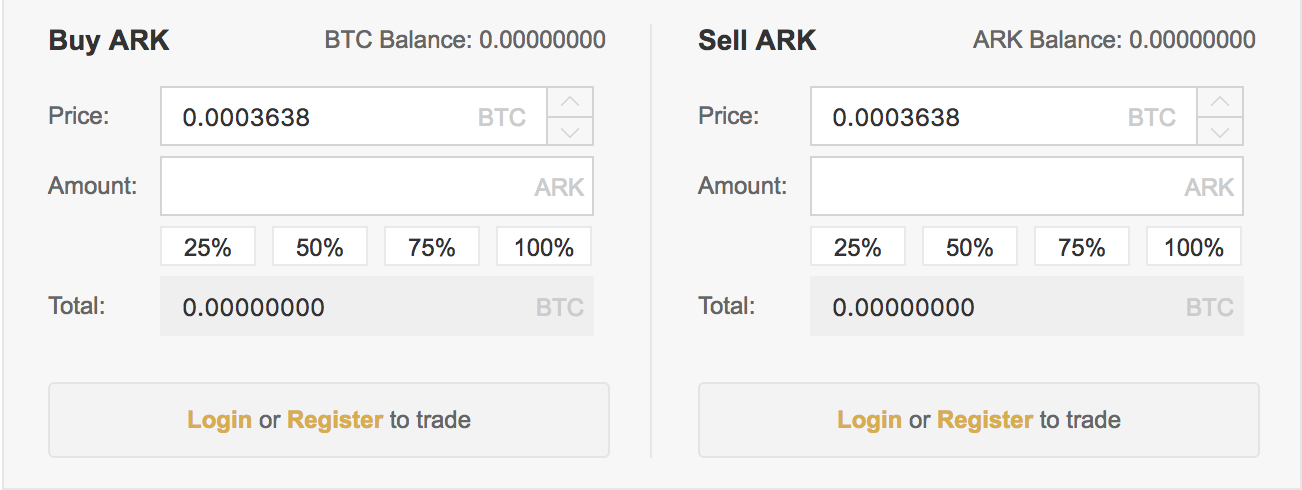 Buy ARK BTC Balance: 0.00000000
Price: 0.0003638 BTC
Amount: ARK
25% 50% 75% 100%
Total: 0.00000000 BTC
Login or Register to trade
Sell ARK ARK Balance: 0.00000000
Price: 0.0003638 BTC
Amount: ARK
25% 50% 75% 100%
Total: 0.00000000 BTC
Login or Register to trade